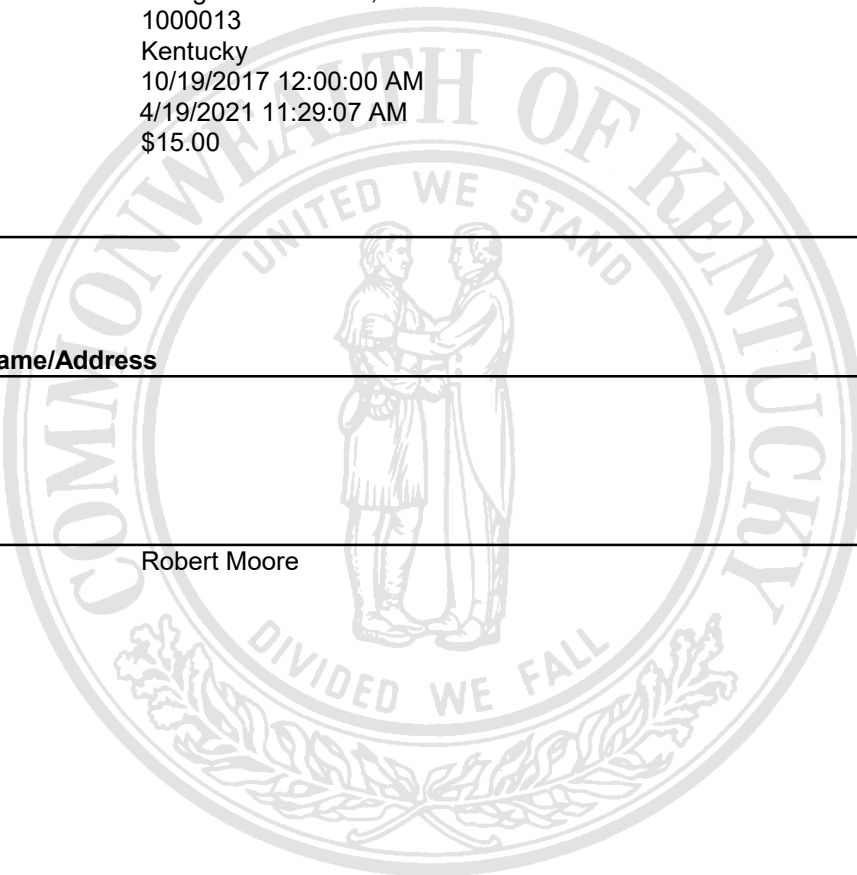 1000013
Kentucky
10/19/2017 12:00:00 AM
4/19/2021 11:29:07 AM
$15.00
COMMONWEALTH OF KENTUCKY
UNITED WE STAND
ame/Address
Robert Moore
DIVIDED WE FALL